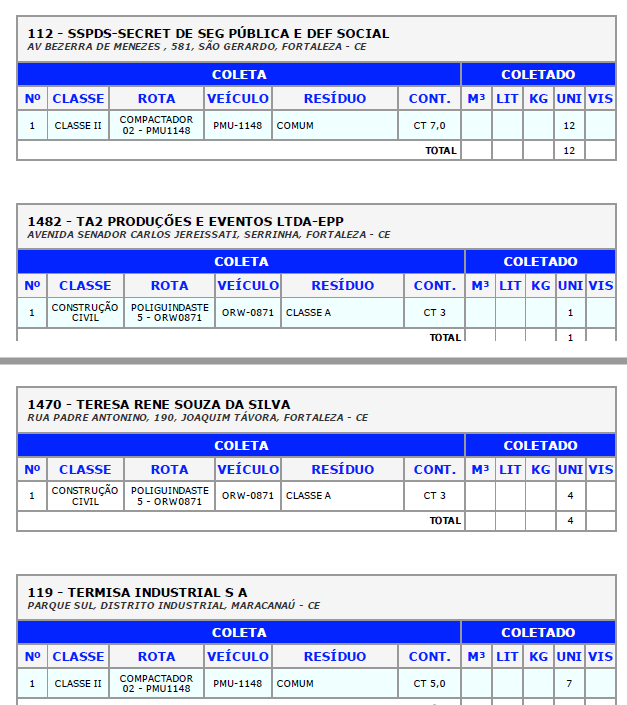 112 - SSPDS-SECRET DE SEG PÚBLICA E DEF SOCIAL
AV BEZERRA DE MENEZES , 581, SÃO GERARDO, FORTALEZA - CE
COLETA COLETADO
Nº CLASSE ROTA VEÍCULO RESÍDUO CONT. M³ LIT KG UNI VIS
1 CLASSE II COMPACTADOR 02 - PMU1148 PMU-1148 COMUM CT 7,0 12
TOTAL 12
1482 - TA2 PRODUÇÕES E EVENTOS LTDA-EPP
AVENIDA SENADOR CARLOS JEREISSATI, SERRINHA, FORTALEZA - CE
COLETA COLETADO
Nº CLASSE ROTA VEÍCULO RESÍDUO CONT. M³ LIT KG UNI VIS
1 CONSTRUÇÃO CIVIL POLIGUINDASTE 5 - ORW0871 ORW-0871 CLASSE A CT 3 1
TOTAL 1
1470 - TERESA RENE SOUZA DA SILVA
RUA PADRE ANTONINO, 190, JOAQUIM TÁVORA, FORTALEZA - CE
COLETA COLETADO
Nº CLASSE ROTA VEÍCULO RESÍDUO CONT. M³ LIT KG UNI VIS
1 CONSTRUÇÃO CIVIL POLIGUINDASTE 5 - ORW0871 ORW-0871 CLASSE A CT 3 4
TOTAL 4
119 - TERMISA INDUSTRIAL S A
PARQUE SUL, DISTRITO INDUSTRIAL, MARACANAÚ - CE
COLETA COLETADO
Nº CLASSE ROTA VEÍCULO RESÍDUO CONT. M³ LIT KG UNI VIS
1 CLASSE II COMPACTADOR 02 - PMU1148 PMU-1148 COMUM CT 5,0 7